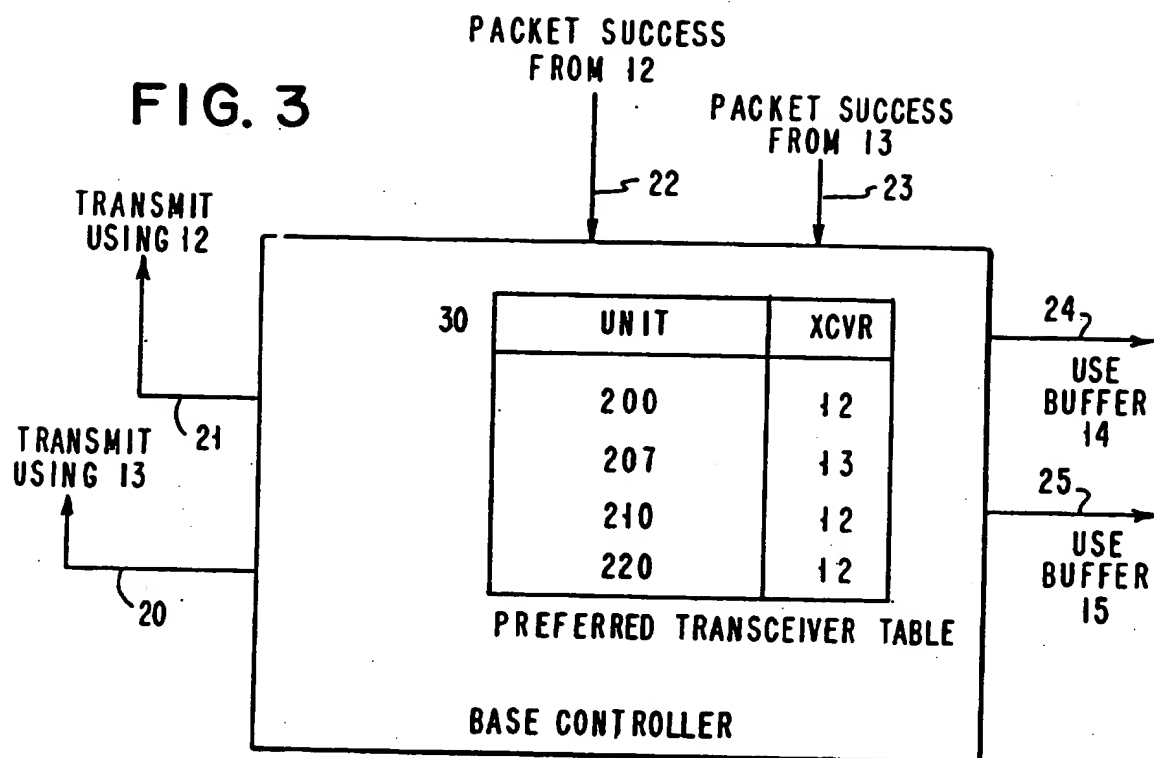 FIG. 3
PACKET SUCCESS
FROM 12
PACKET SUCCESS
FROM 13
22
23
TRANSMIT
USING 12
21
TRANSMIT
USING 13
20
30
UNIT XCVR
200 12
207 13
210 12
220 12
PREFERRED TRANSCEIVER TABLE
BASE CONTROLLER
24
USE
BUFFER
14
25
USE
BUFFER
15